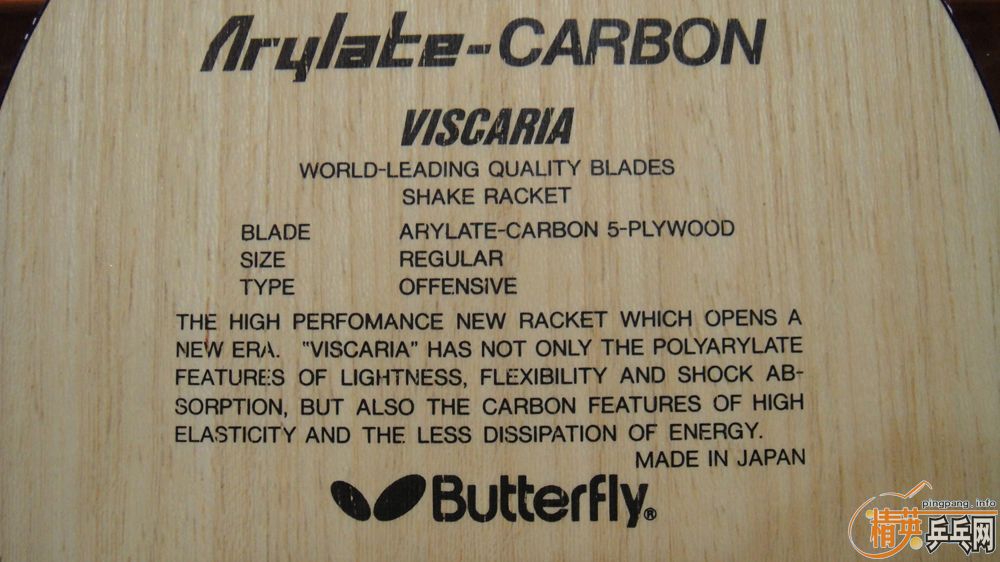 Arylate-CARBON
VISCARIA
WORLD-LEADING QUALITY BLADES
SHAKE RACKET
BLADE ARYLATE-CARBON 5-PLYWOOD
SIZE REGULAR
TYPE OFFENSIVE
THE HIGH PERFOMANCE NEW RACKET WHICH OPENS A
NEW ERA. "VISCARIA" HAS NOT ONLY THE POLYARYLATE
FEATURES OF LIGHTNESS, FLEXIBILITY AND SHOCK AB-
SORPTION, BUT ALSO THE CARBON FEATURES OF HIGH
ELASTICITY AND THE LESS DISSIPATION OF ENERGY.
MADE IN JAPAN
Butterfly®
pingpang.info
精英乒乓网